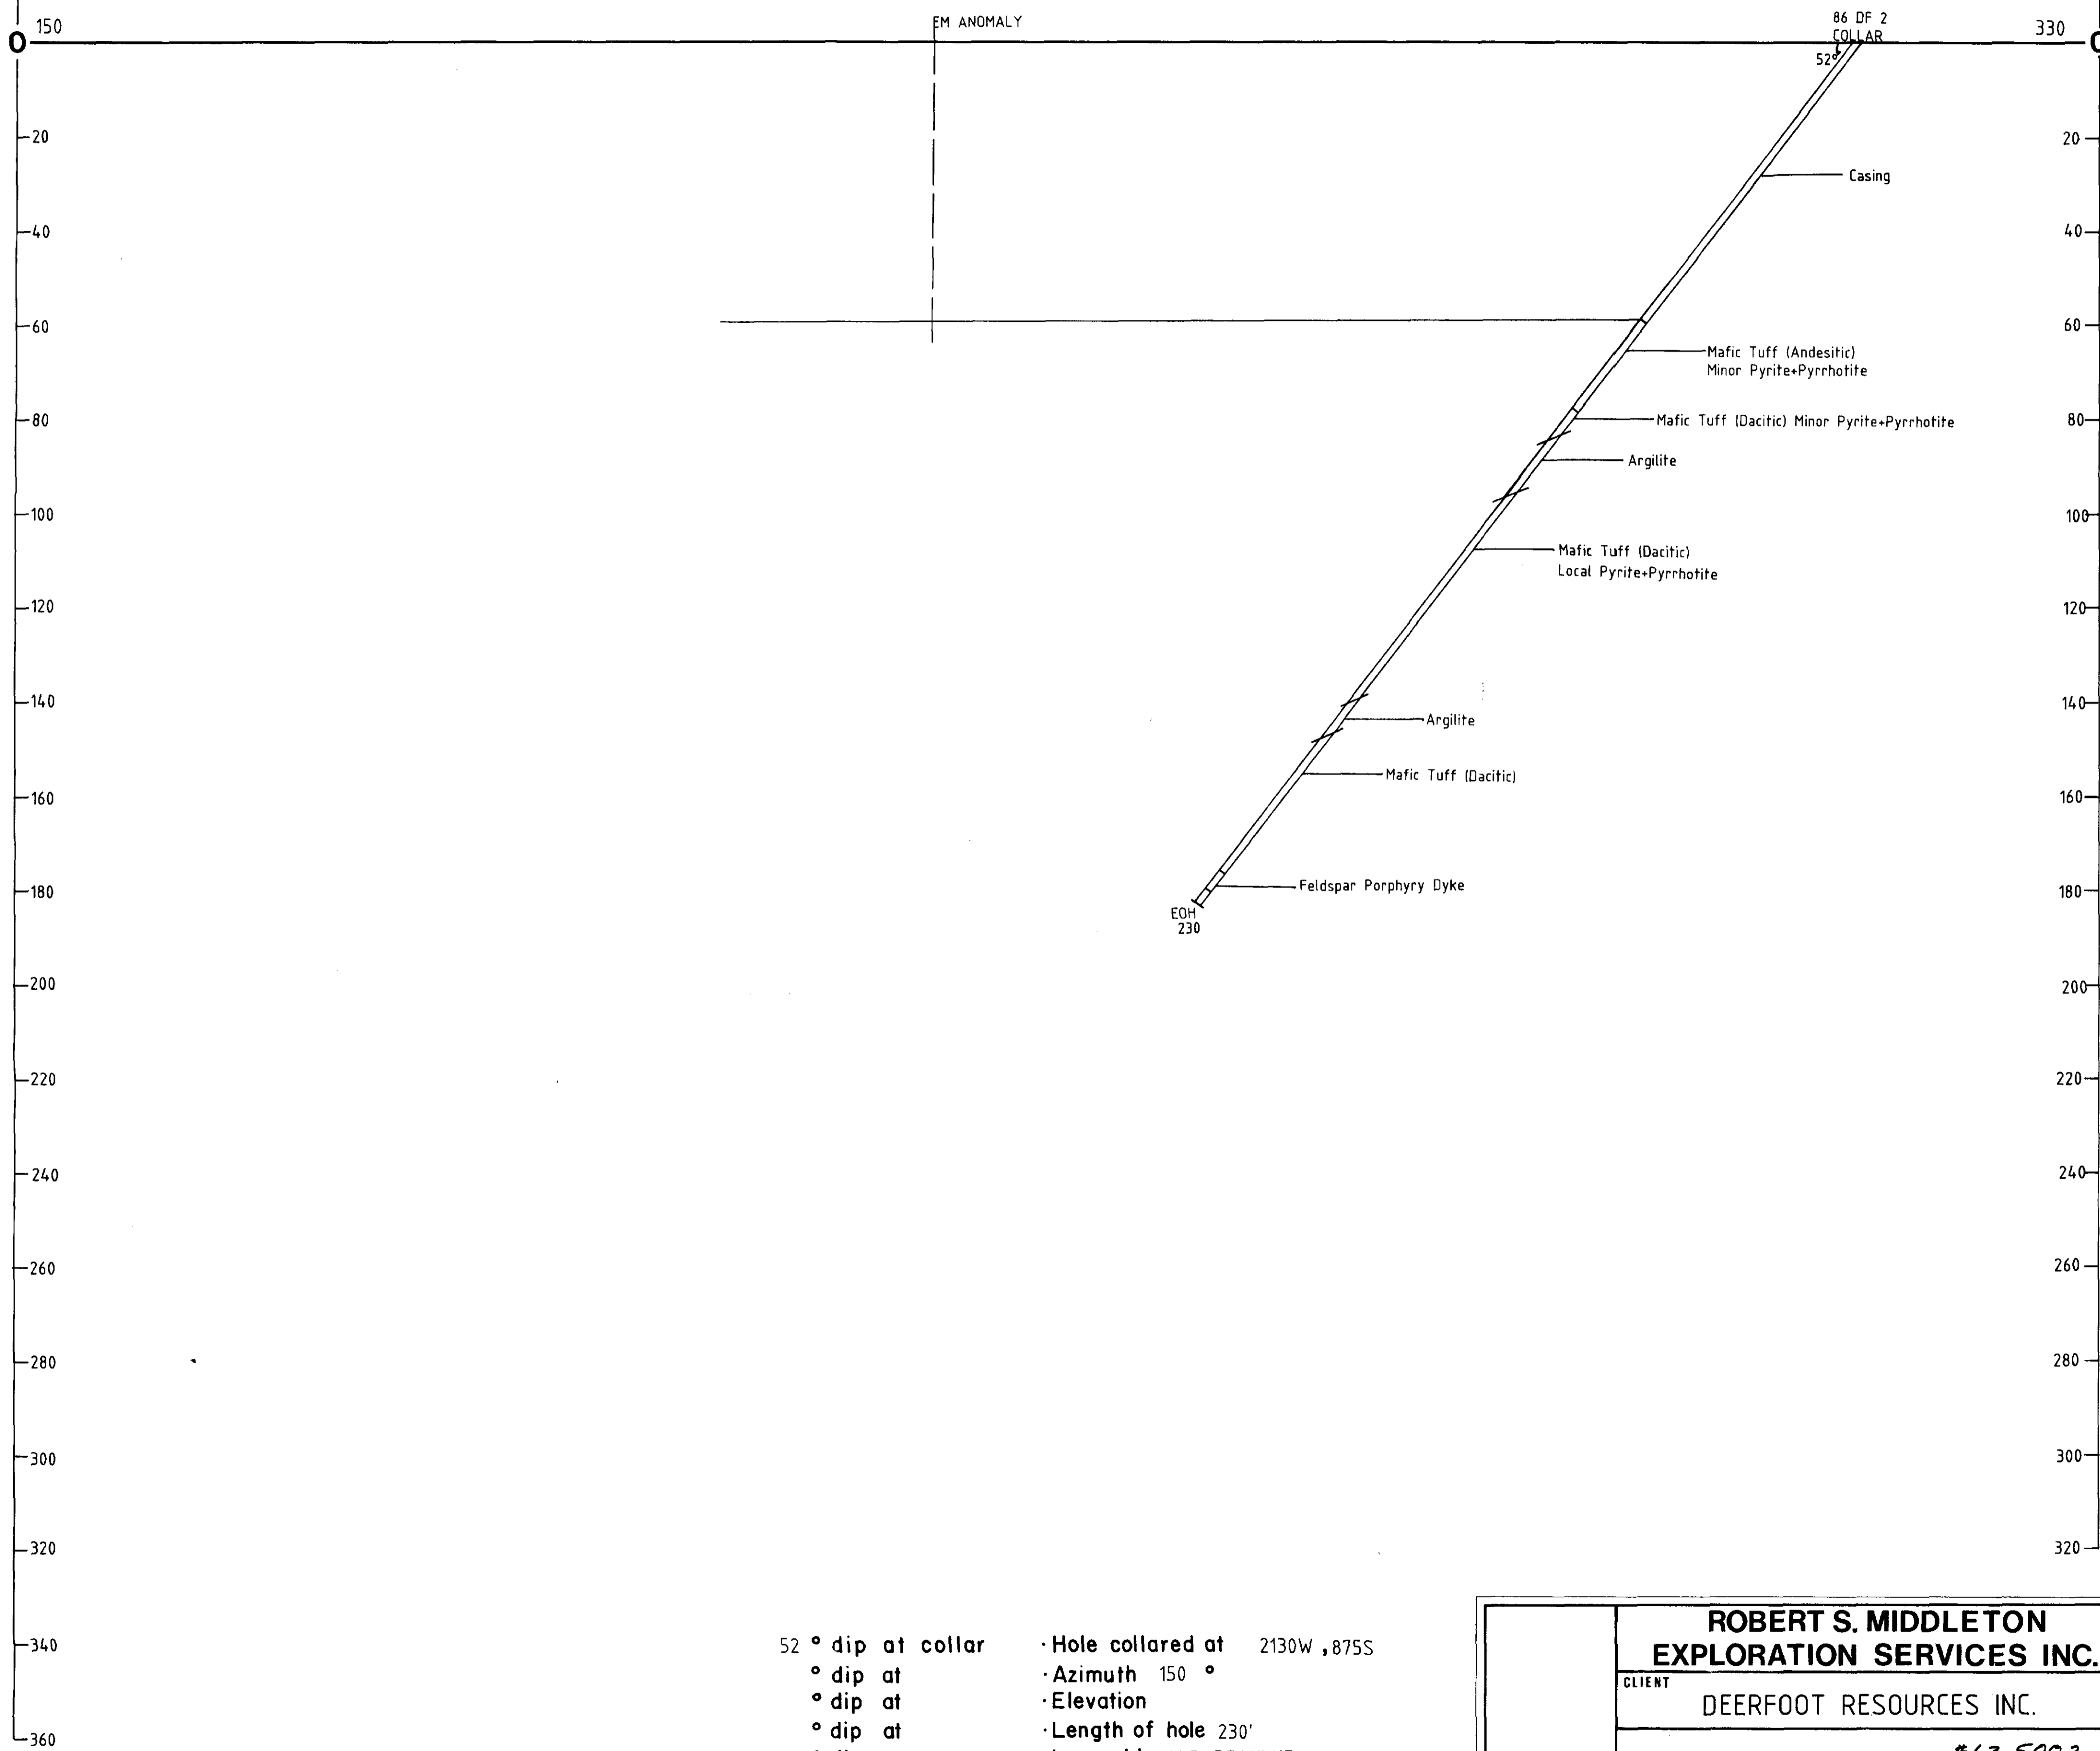 150
EM ANOMALY
86 DF 2
COLLAR
330
0
52°
20
20
Casing
40
40
60
60
Mafic Tuff (Andesitic)
Minor Pyrite+Pyrrhotite
80
Mafic Tuff (Dacitic) Minor Pyrite+Pyrrhotite
80
Argilite
100
100
Mafic Tuff (Dacitic)
Local Pyrite+Pyrrhotite
120
120
140
140
Argilite
Mafic Tuff (Dacitic)
160
160
180
Feldspar Porphyry Dyke
180
EOH
230
200
200
220
220
240
240
260
260
280
280
300
300
320
320
340
360
52 ° dip at collar
° dip at
° dip at
° dip at
· Hole collared at 2130W ,875S
· Azimuth 150 °
· Elevation
· Length of hole 230'
ROBERT S. MIDDLETON
EXPLORATION SERVICES INC.
CLIENT
DEERFOOT RESOURCES INC.